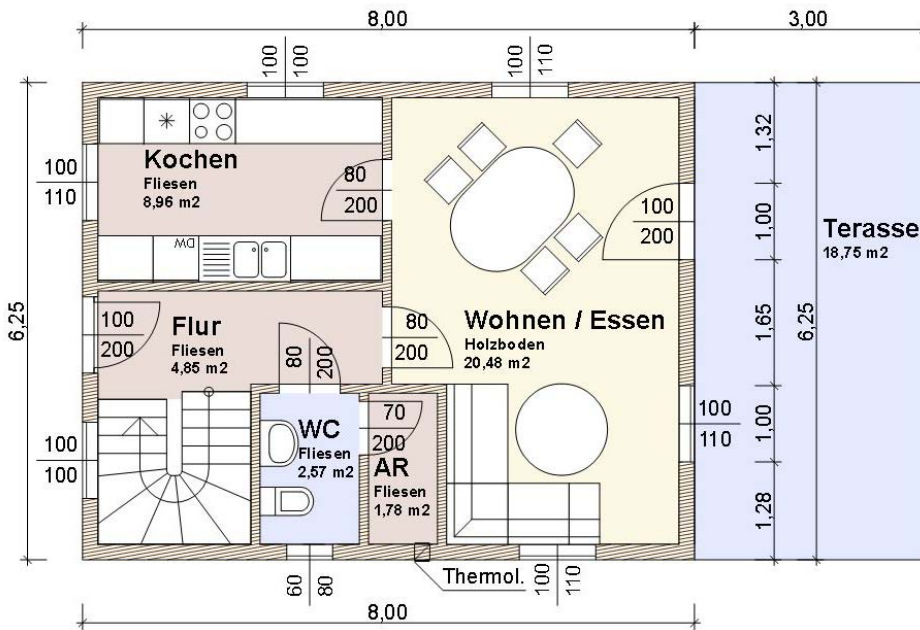 8,00
3,00
100
100
100
110
6,25
100
110
Kochen
Fliesen
8,96 m2
80
200
DW
100
200
1,32
1,00
1,65
1,00
1,28
6,25
Terasse
18,75 m2
100
200
Flur
Fliesen
4,85 m2
80
200
80
200
Wohnen / Essen
Holzboden
20,48 m2
100
110
100
100
WC
Fliesen
2,57 m2
70
200
AR
Fliesen
1,78 m2
60
80
Thermol.
100
110
8,00